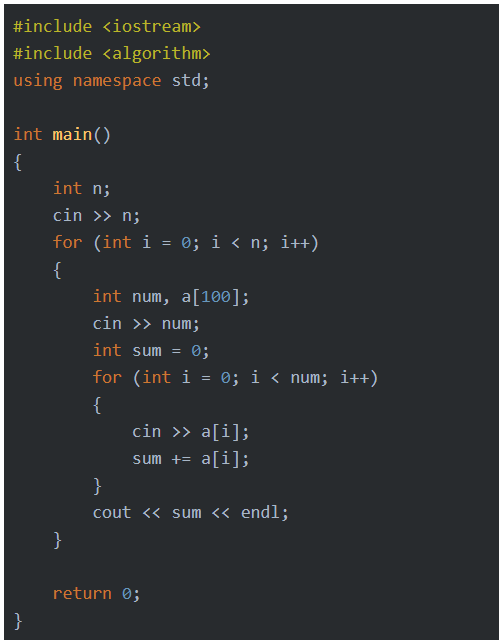 #include <iostream>
#include <algorithm>
using namespace std;

int main()
{
    int n;
    cin >> n;
    for (int i = 0; i < n; i++)
    {
        int num, a[100];
        cin >> num;
        int sum = 0;
        for (int i = 0; i < num; i++)
        {
            cin >> a[i];
            sum += a[i];
        }
        cout << sum << endl;
    }

    return 0;
}